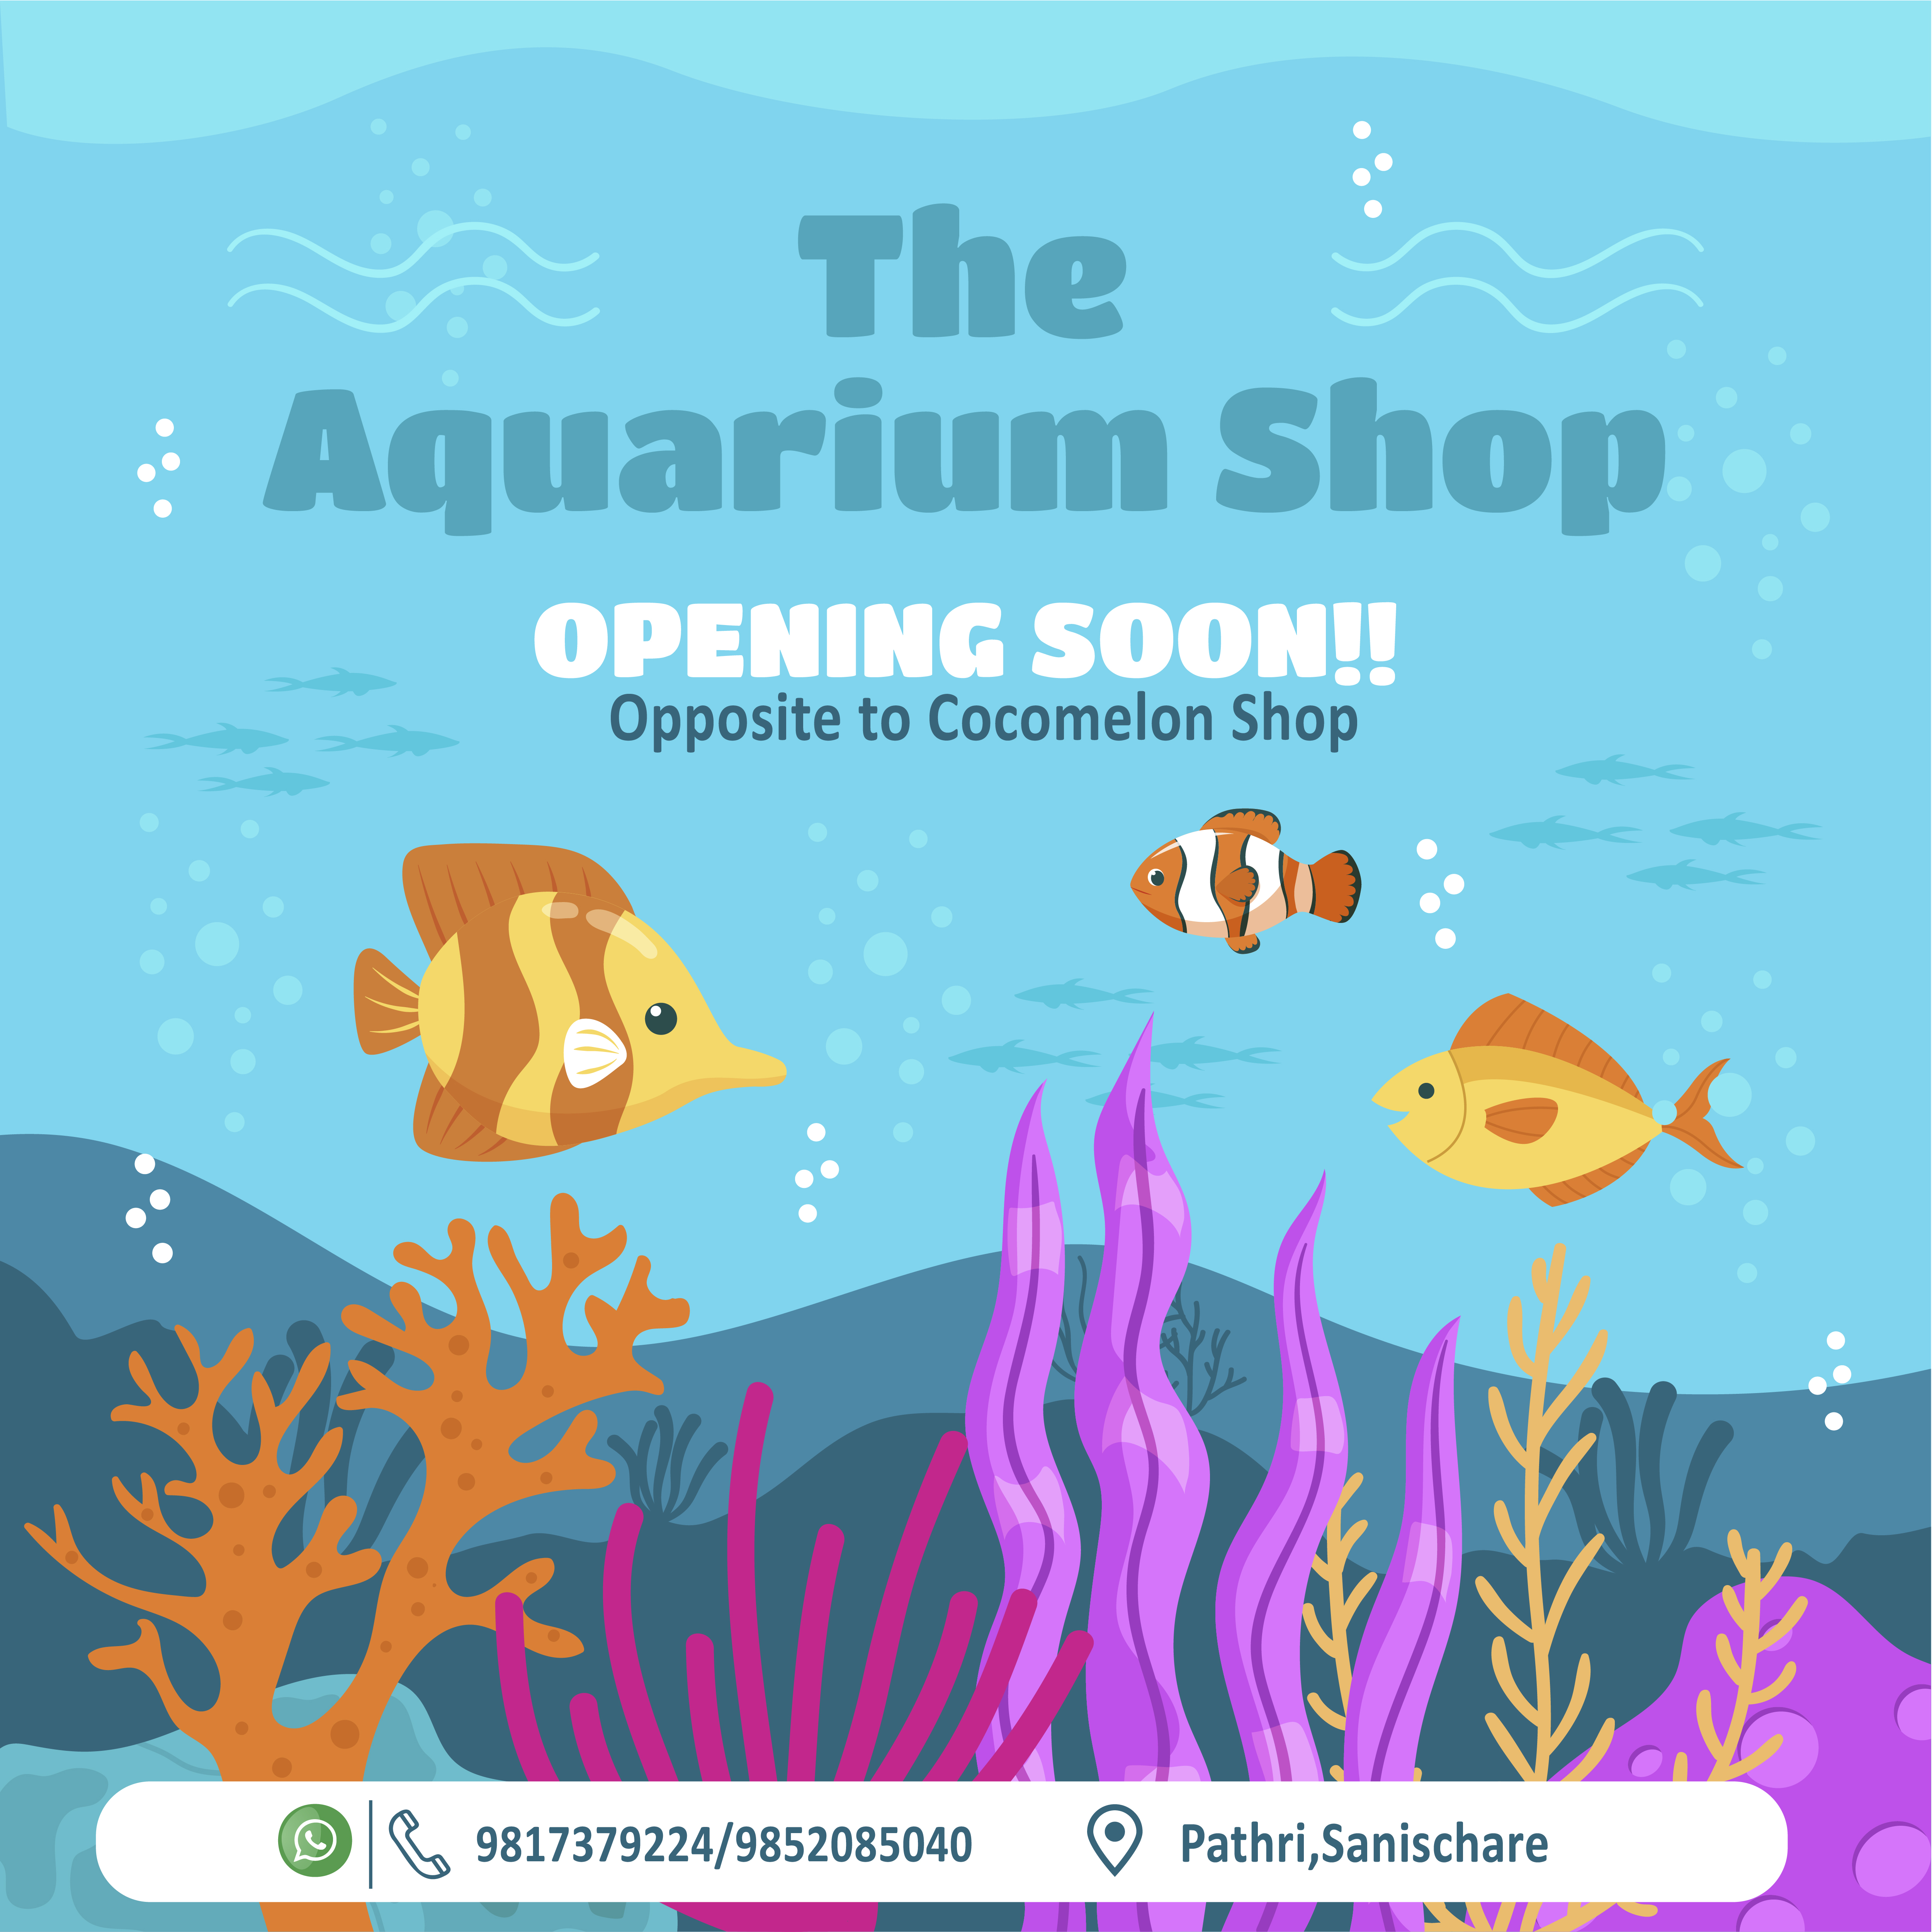 The
Aquarium Shop
OPENING SOON!!
Opposite to Cocomelon Shop
9817379224/9852085040
Pathri,Sanischare